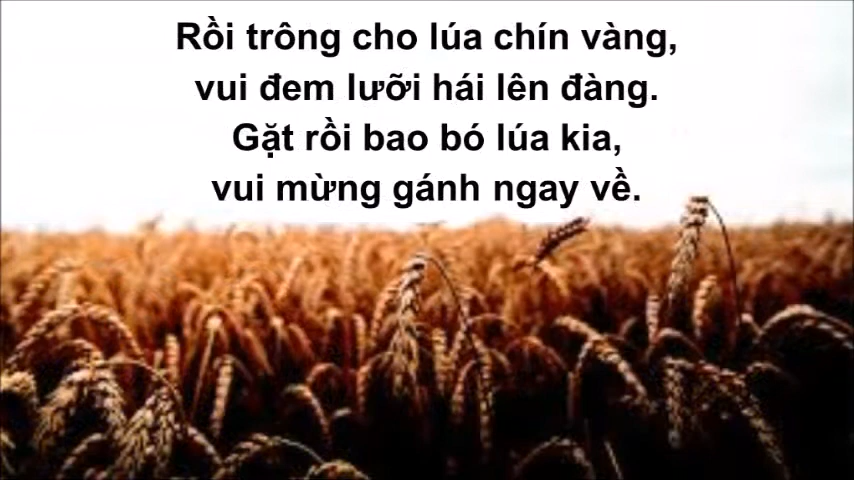 Rồi trông cho lúa chín vàng,
vui đem lưỡi hái lên đàng.
Gặt rồi bao bó lúa kia,
vui mừng gánh ngay về.